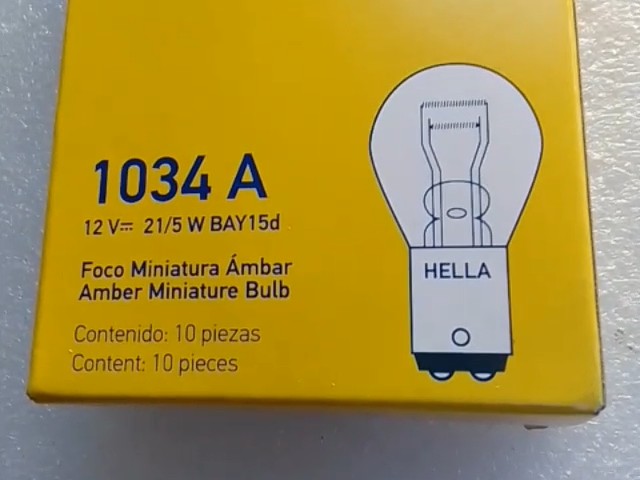 1034 A
12 V⎓ 21/5 W BAY15d
Foco Miniatura Ámbar
Amber Miniature Bulb
Contenido: 10 piezas
Content: 10 pieces
HELLA